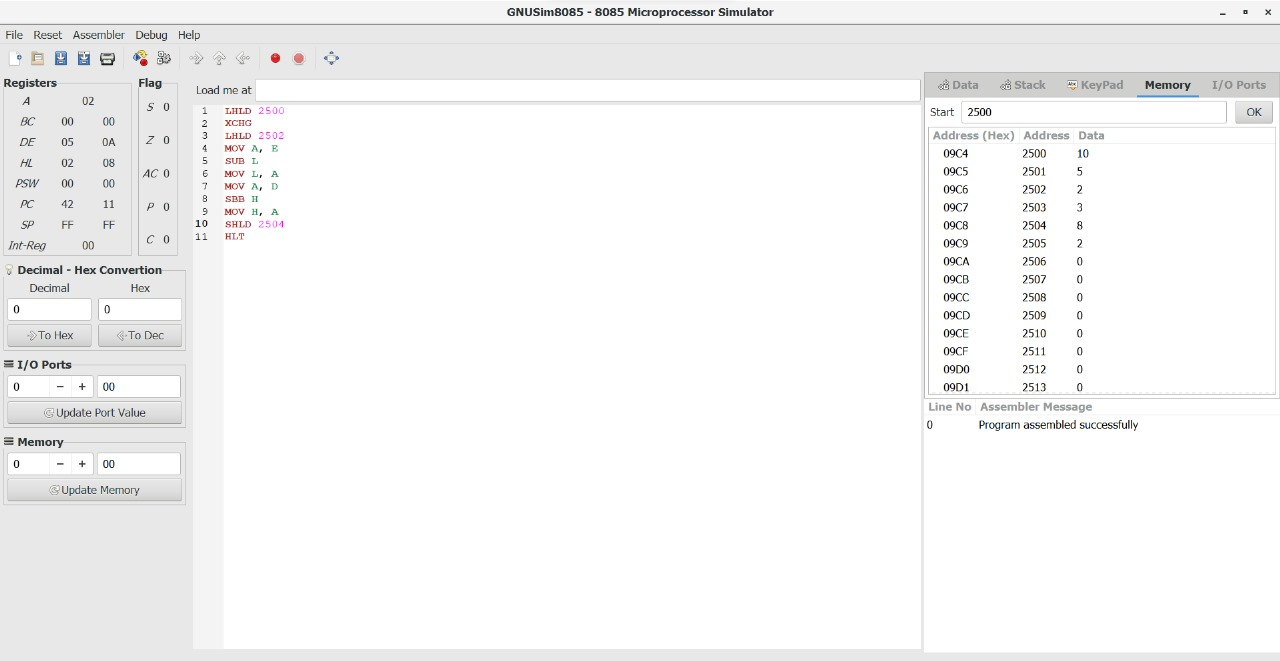 GNUSim8085 - 8085 Microprocessor Simulator
File Reset Assembler Debug Help
Registers
A 02
BC 00 00
DE 05 0A
HL 02 08
PSW 00 00
PC 42 11
SP FF FF
Int-Reg 00
Flag
S 0
Z 0
AC 0
P 0
C 0
Decimal - Hex Convertion
Decimal Hex
0 0
To Hex To Dec
I/O Ports
0 - + 00
Update Port Value
Memory
0 - + 00
Update Memory
Load me at
1 LHLD 2500
2 XCHG
3 LHLD 2502
4 MOV A, E
5 SUB L
6 MOV L, A
7 MOV A, D
8 SBB H
9 MOV H, A
10 SHLD 2504
11 HLT
Data Stack KeyPad Memory I/O Ports
Start 2500 OK
Address (Hex) Address Data
09C4 2500 10
09C5 2501 5
09C6 2502 2
09C7 2503 3
09C8 2504 8
09C9 2505 2
09CA 2506 0
09CB 2507 0
09CC 2508 0
09CD 2509 0
09CE 2510 0
09CF 2511 0
09D0 2512 0
09D1 2513 0
Line No Assembler Message
0 Program assembled successfully